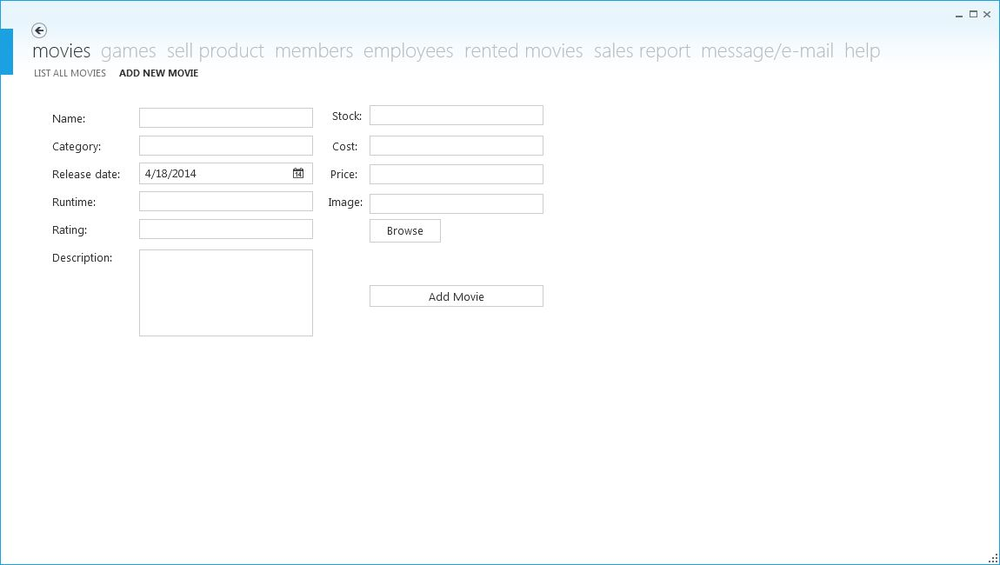 movies games sell product members employees rented movies sales report message/e-mail help
LIST ALL MOVIES ADD NEW MOVIE
Name:
Category:
Release date: 4/18/2014 14
Runtime:
Rating:
Description:
Stock:
Cost:
Price:
Image:
Browse
Add Movie